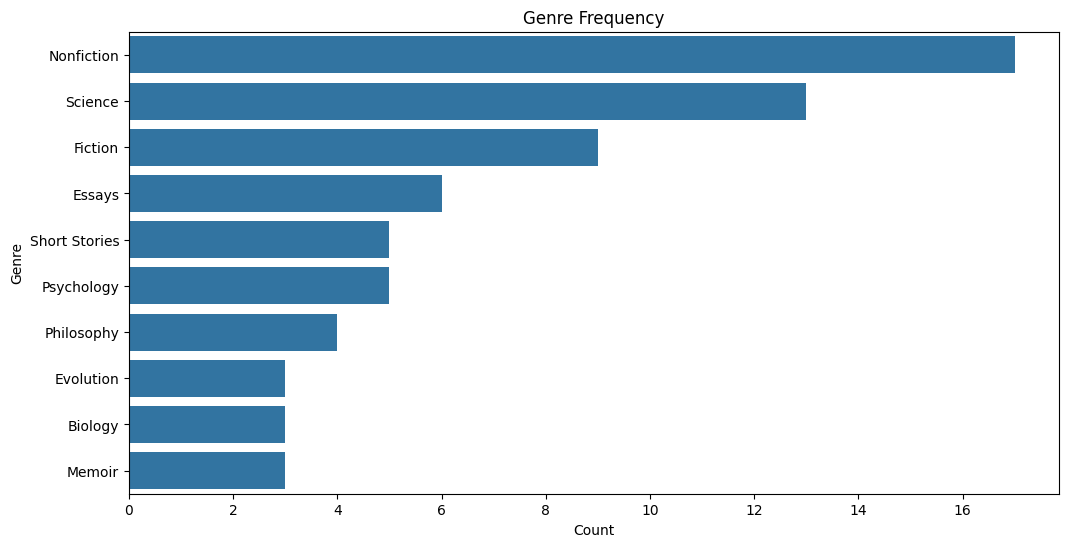 Genre Frequency
Nonfiction
Science
Fiction
Essays
Short Stories
Psychology
Philosophy
Evolution
Biology
Memoir
Genre
0 2 4 6 8 10 12 14 16
Count